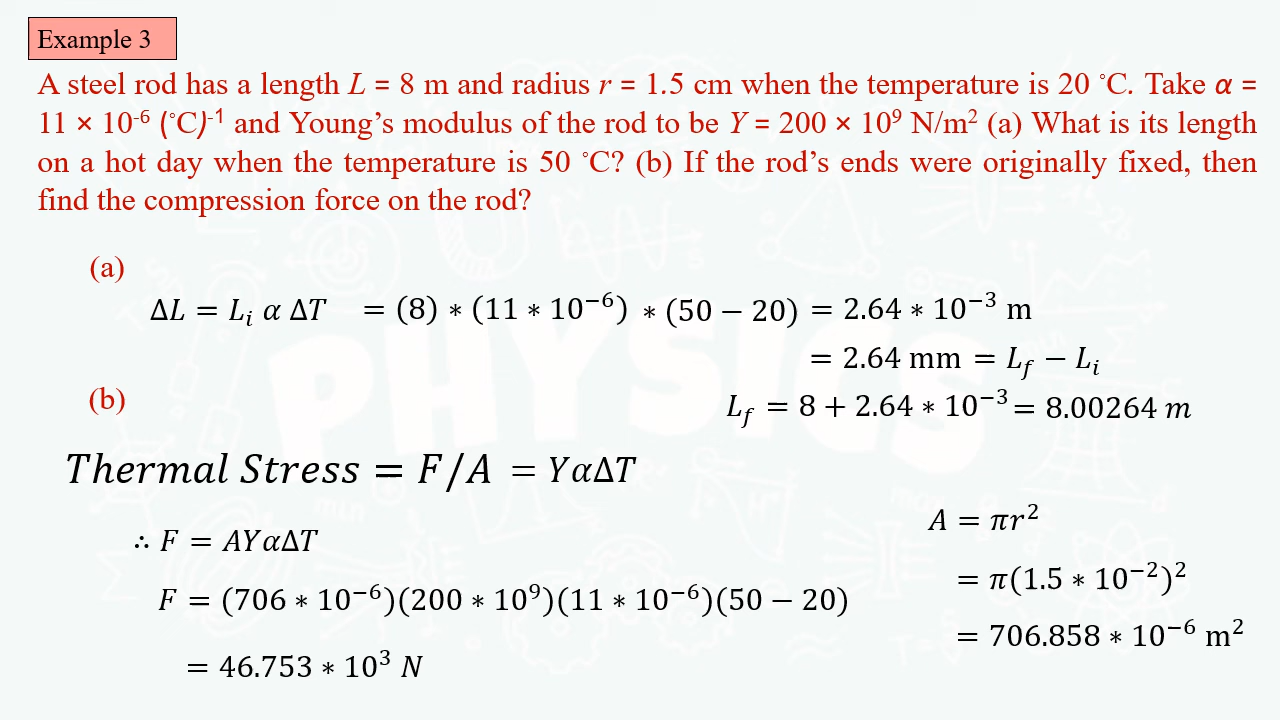 Example 3
A steel rod has a length L = 8 m and radius r = 1.5 cm when the temperature is 20 ˚C. Take α =
11 × 10⁻⁶ (˚C)⁻¹ and Young’s modulus of the rod to be Y = 200 × 10⁹ N/m² (a) What is its length
on a hot day when the temperature is 50 ˚C? (b) If the rod’s ends were originally fixed, then
find the compression force on the rod?
(a)
ΔL = Lᵢ α ΔT = (8) ∗ (11 ∗ 10⁻⁶) ∗ (50 − 20) = 2.64 ∗ 10⁻³ m
= 2.64 mm = L_f − Lᵢ
L_f = 8 + 2.64 ∗ 10⁻³ = 8.00264 m
(b)
Thermal Stress = F/A = YαΔT
∴ F = AYαΔT
F = (706 ∗ 10⁻⁶)(200 ∗ 10⁹)(11 ∗ 10⁻⁶)(50 − 20)
= 46.753 ∗ 10³ N
A = πr²
= π(1.5 ∗ 10⁻²)²
= 706.858 ∗ 10⁻⁶ m²
PHYSICS